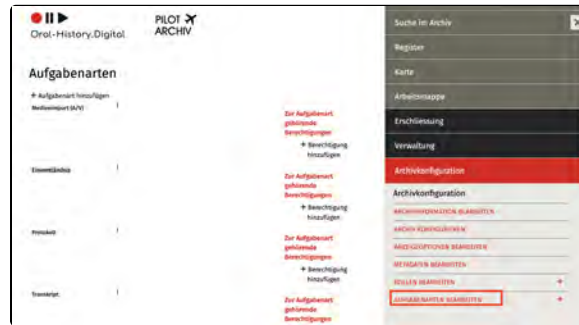 Oral-History.Digital
PILOT
ARCHIV
Aufgabenarten
+ Aufgabenart hinzufügen
Medienimport (A/V)
Zur Aufgabenart
gehörende
Berechtigungen
+ Berechtigung
hinzufügen
Einverständnis
Zur Aufgabenart
gehörende
Berechtigungen
+ Berechtigung
hinzufügen
Protokoll
Zur Aufgabenart
gehörende
Berechtigungen
+ Berechtigung
hinzufügen
Transkript
Zur Aufgabenart
gehörende
Berechtigungen
Suche im Archiv
Register
Karte
Arbeitsmappe
Erschliessung
Verwaltung
Archivkonfiguration
Archivkonfiguration
ARCHIVINFORMATION BEARBEITEN
ARCHIV KONFIGURIEREN
ANZEIGEOPTIONEN BEARBEITEN
METADATEN BEARBEITEN
ROLLEN BEARBEITEN +
AUFGABENARTEN BEARBEITEN +